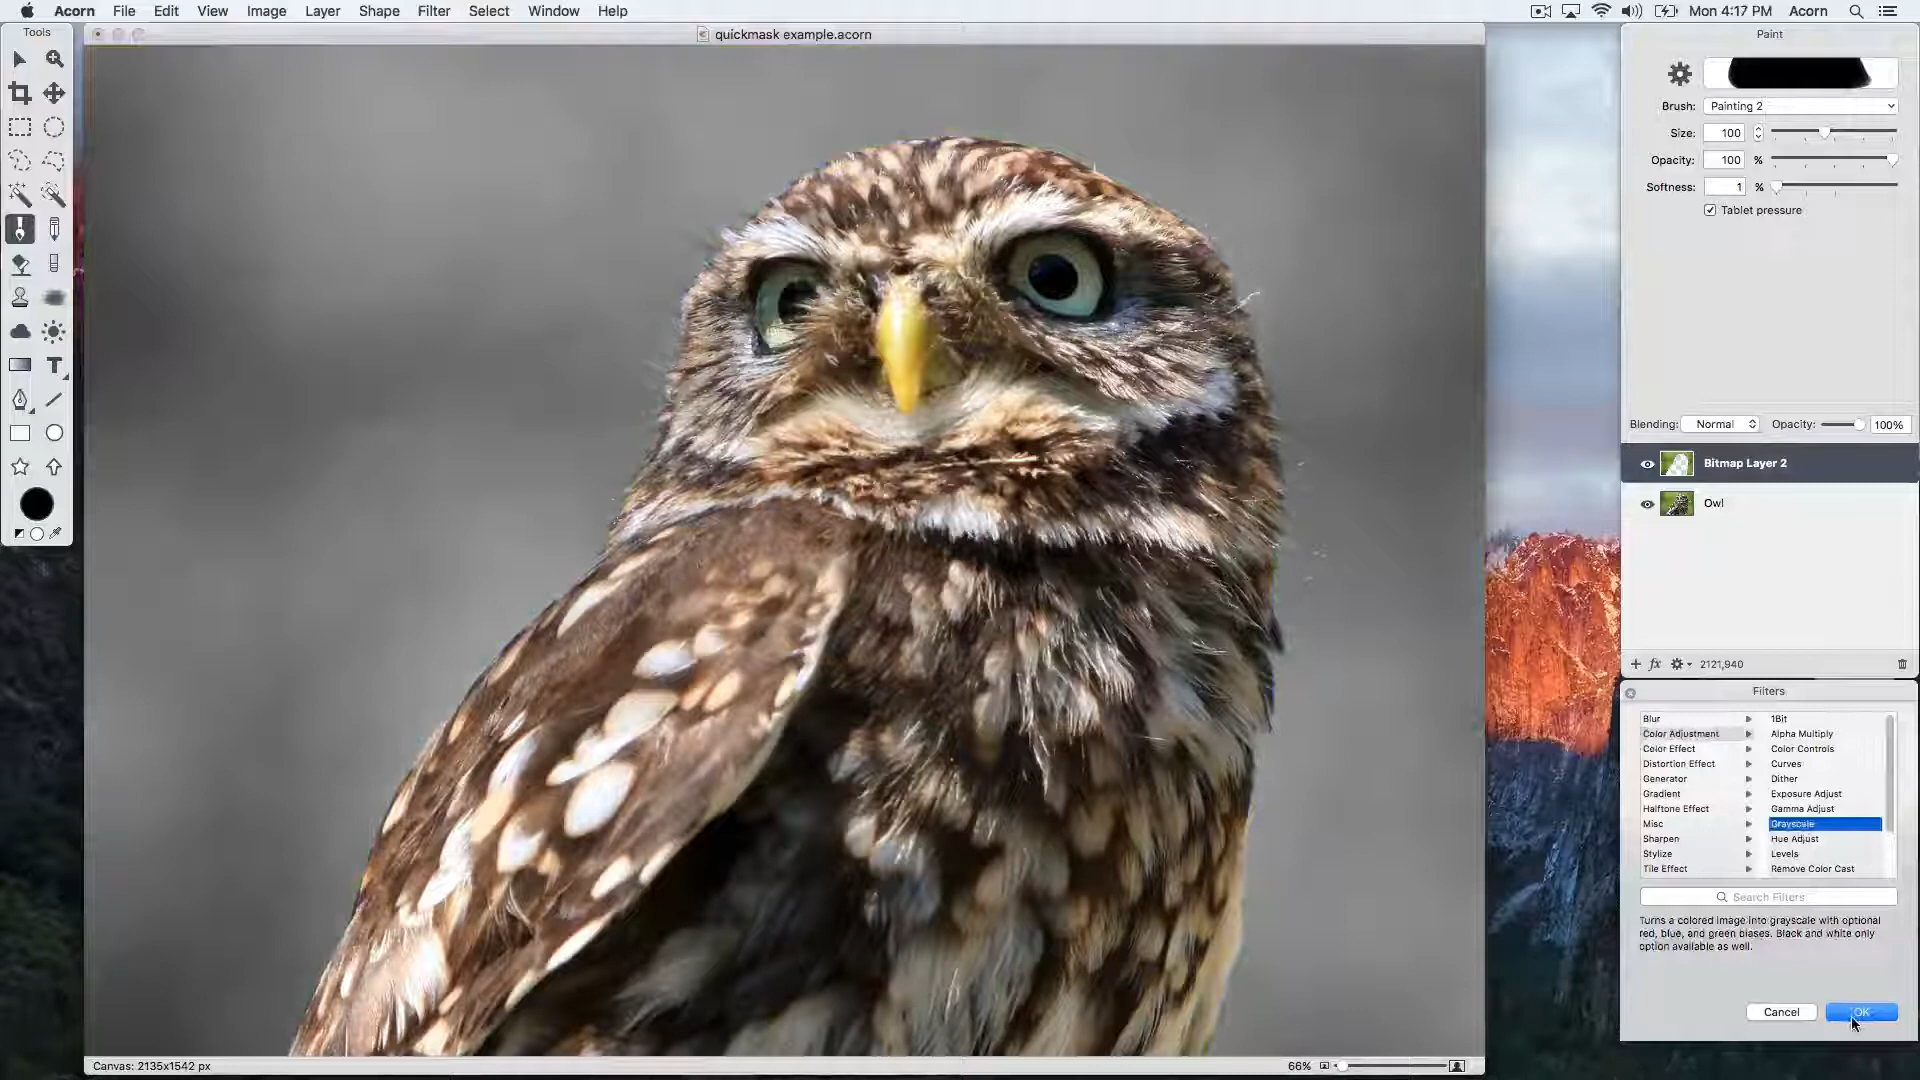 Acorn File Edit View Image Layer Shape Filter Select Window Help
Mon 4:17 PM Acorn
Tools
quickmask example.acorn
Paint
Brush: Painting 2
Size: 100
Opacity: 100 %
Softness: 1 %
Tablet pressure
Blending: Normal Opacity: 100%
Bitmap Layer 2
Owl
fx 2121,940
Filters
Blur 1Bit
Color Adjustment Alpha Multiply
Color Effect Color Controls
Distortion Effect Curves
Generator Dither
Gradient Exposure Adjust
Halftone Effect Gamma Adjust
Misc Grayscale
Sharpen Hue Adjust
Stylize Levels
Tile Effect Remove Color Cast
Search Filters
Turns a colored image into grayscale with optional
red, blue, and green biases. Black and white only
option available as well.
Cancel OK
Canvas: 2135x1542 px
66%